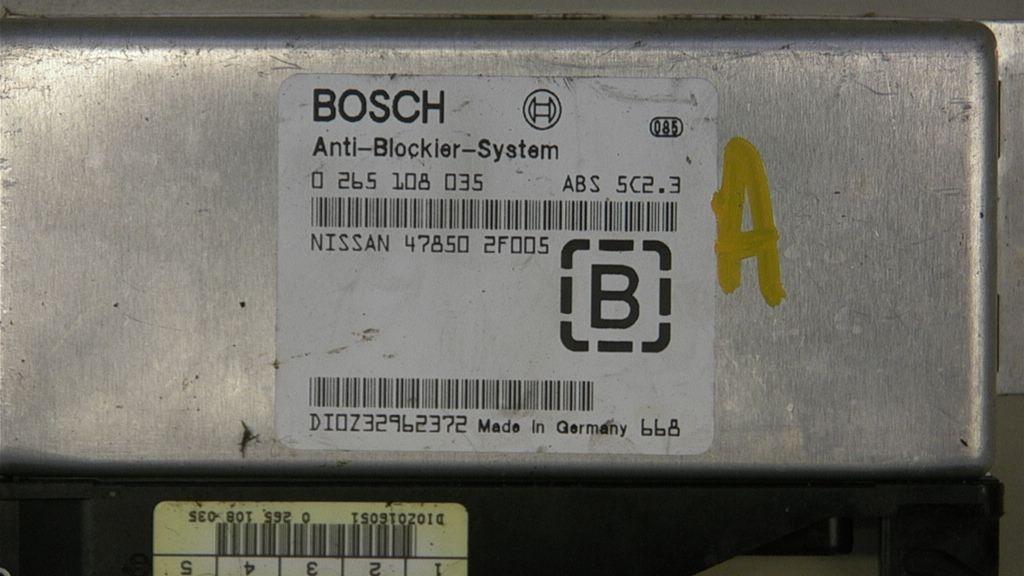 BOSCH
085
Anti-Blockier-System
0 265 108 035 ABS 5C2.3
NISSAN 47850 2F005
B
A
DIOZ32962372 Made in Germany 668
DIOZ016051 0 265 108-035
1 2 3 4 5